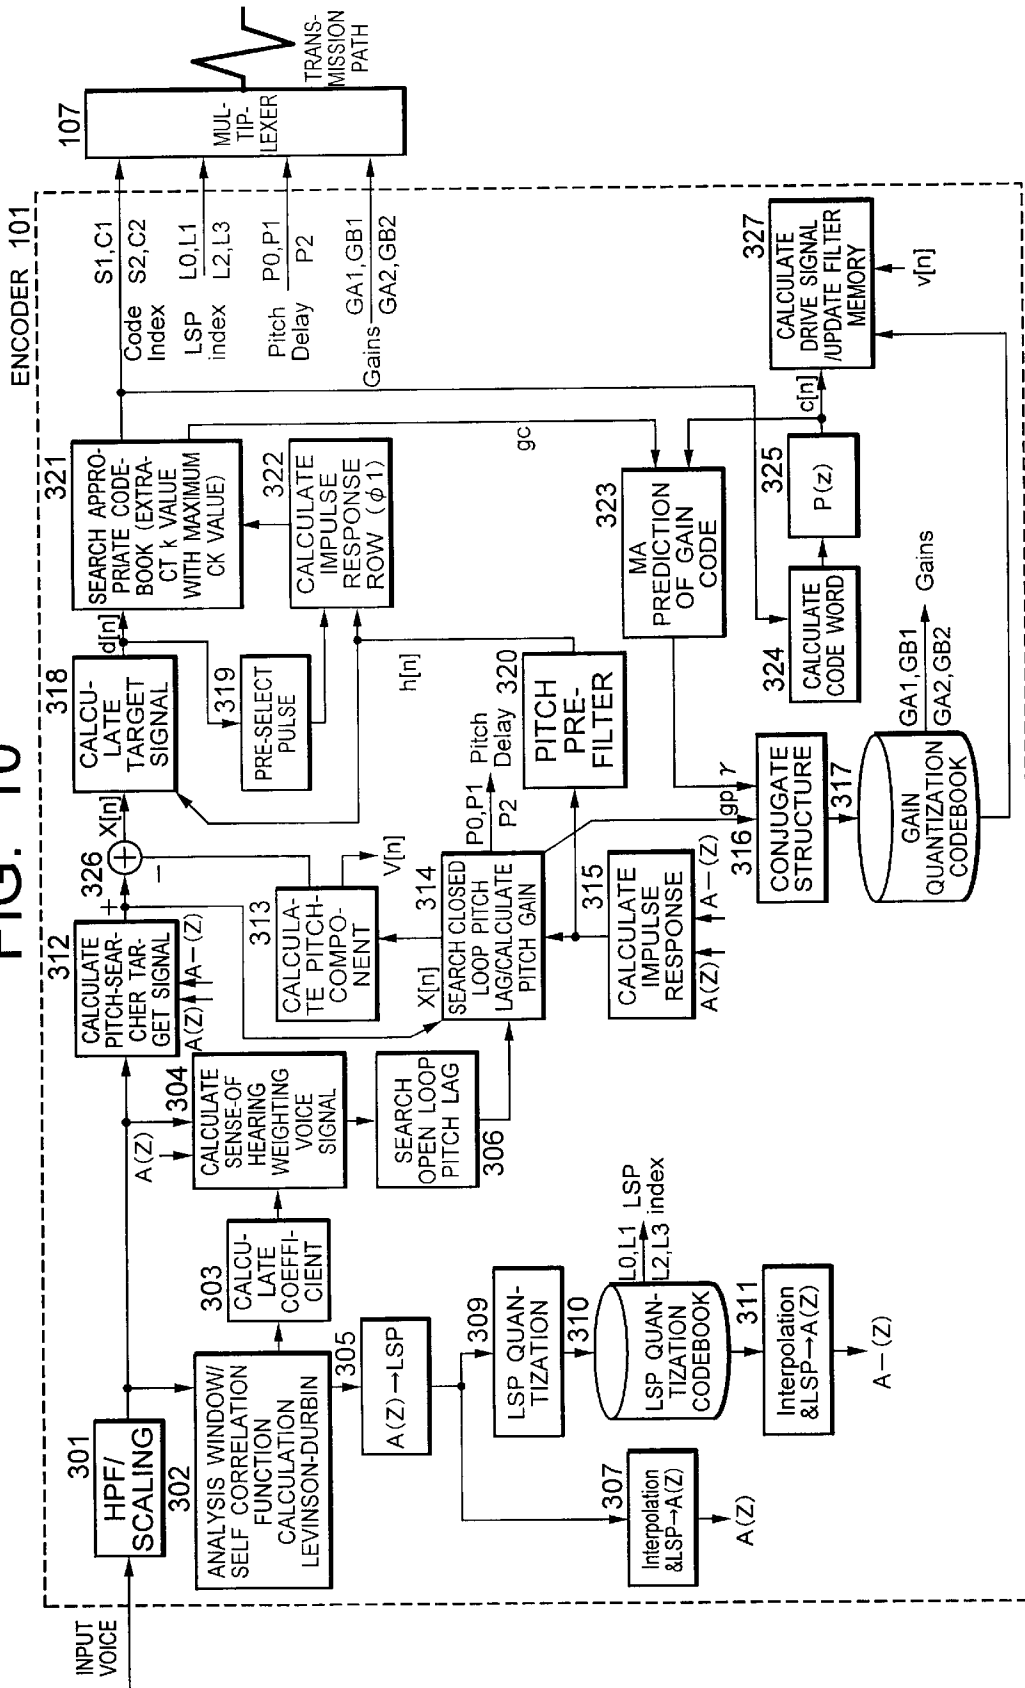 FIG. 10
ENCODER 101
INPUT
VOICE
301
HPF/
SCALING
302
ANALYSIS WINDOW/
SELF CORRELATION
FUNCTION
CALCULATION
LEVINSON-DURBIN
303
CALCU-
LATE
COEFFI-
CIENT
A(Z)
304
CALCULATE
SENSE-OF
HEARING
WEIGHTING
VOICE
SIGNAL
305
A(Z)→LSP
SEARCH
OPEN LOOP
PITCH LAG
306
307
Interpolation
&LSP→A(Z)
A(Z)
309
LSP QUAN-
TIZATION
310
LSP QUAN-
TIZATION
CODEBOOK
L0,L1 LSP
L2,L3 index
311
Interpolation
&LSP→A(Z)
A−(Z)
312
CALCULATE
PITCH-SEAR-
CHER TAR-
GET SIGNAL
A(Z)
A−(Z)
+
326
−
X[n]
313
CALCULA-
TE PITCH-
COMPO-
NENT
V[n]
X[n]
314
SEARCH CLOSED
LOOP PITCH
LAG/CALCULATE
PITCH GAIN
P0,P1 Pitch
P2 Delay
315
CALCULATE
IMPULSE
RESPONSE
A(Z)
A−(Z)
gp
γ
316
CONJUGATE
STRUCTURE
317
GAIN
QUANTIZATION
CODEBOOK
GA1,GB1
GA2,GB2
Gains
318
CALCU-
LATE
TARGET
SIGNAL
d[n]
319
PRE-SELECT
PULSE
h[n]
320
PITCH
PRE-
FILTER
321
SEARCH APPRO-
PRIATE CODE-
BOOK (EXTRA-
CT k VALUE
WITH MAXIMUM
CK VALUE)
322
CALCULATE
IMPULSE
RESPONSE
ROW (ϕ1)
gc
323
MA
PREDICTION
OF GAIN
CODE
324
CALCULATE
CODE WORD
325
P(z)
c[n]
327
CALCULATE
DRIVE SIGNAL
/UPDATE FILTER
MEMORY
v[n]
Code S1,C1
Index S2,C2
LSP L0,L1
index L2,L3
Pitch P0,P1
Delay P2
Gains GA1,GB1
GA2,GB2
107
MUL-
TIP-
LEXER
TRANS-
MISSION
PATH